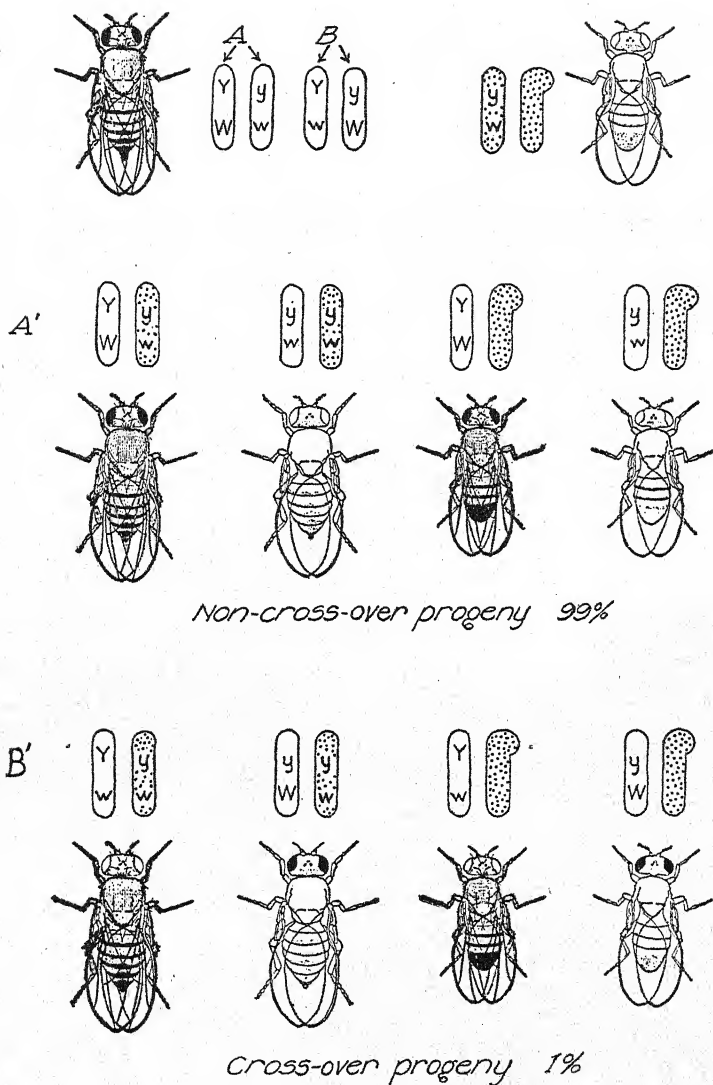 A B
Y y Y y y
W w w W w
A'
Y y y y Y y
W w w w W w
Non-cross-over progeny 99%
B'
Y y y y Y y
w w W w w W
Cross-over progeny 1%